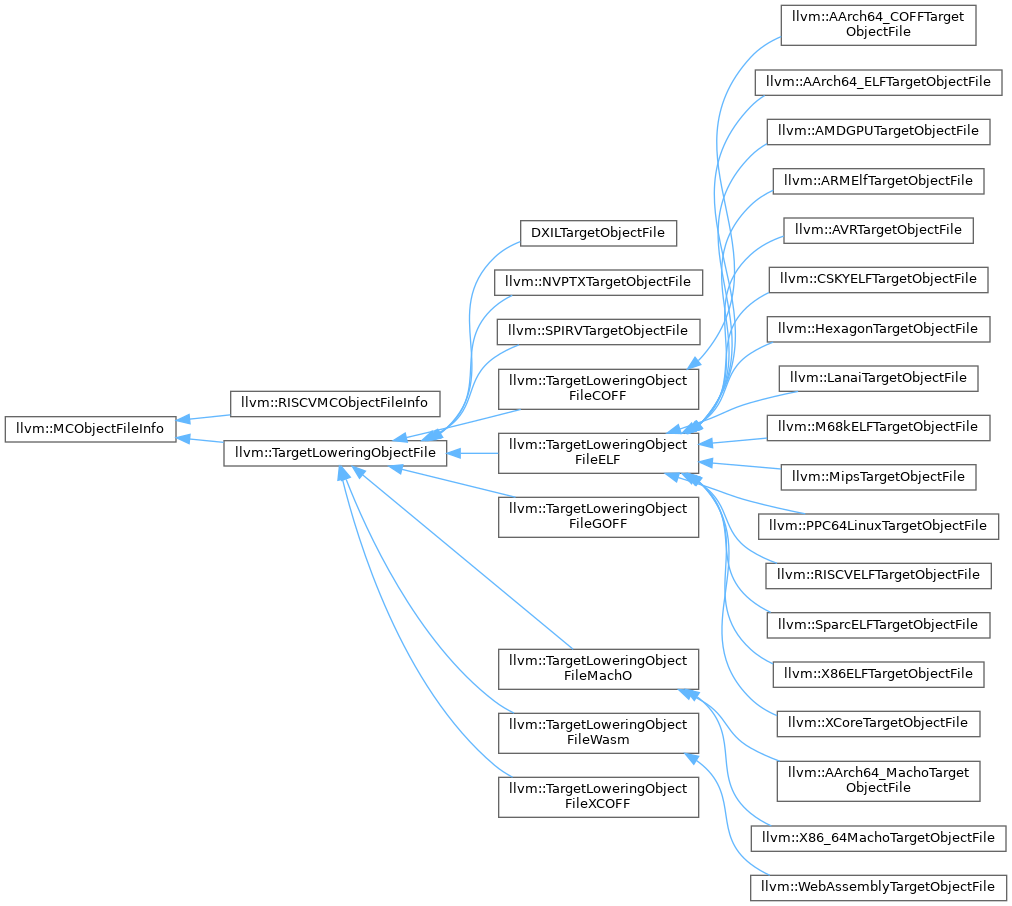 llvm::MCObjectFileInfo
llvm::RISCVMCObjectFileInfo
llvm::TargetLoweringObjectFile
DXILTargetObjectFile
llvm::NVPTXTargetObjectFile
llvm::SPIRVTargetObjectFile
llvm::TargetLoweringObject
FileCOFF
llvm::TargetLoweringObject
FileELF
llvm::TargetLoweringObject
FileGOFF
llvm::TargetLoweringObject
FileMachO
llvm::TargetLoweringObject
FileWasm
llvm::TargetLoweringObject
FileXCOFF
llvm::AArch64_COFFTarget
ObjectFile
llvm::AArch64_ELFTargetObjectFile
llvm::AMDGPUTargetObjectFile
llvm::ARMElfTargetObjectFile
llvm::AVRTargetObjectFile
llvm::CSKYELFTargetObjectFile
llvm::HexagonTargetObjectFile
llvm::LanaiTargetObjectFile
llvm::M68kELFTargetObjectFile
llvm::MipsTargetObjectFile
llvm::PPC64LinuxTargetObjectFile
llvm::RISCVELFTargetObjectFile
llvm::SparcELFTargetObjectFile
llvm::X86ELFTargetObjectFile
llvm::XCoreTargetObjectFile
llvm::AArch64_MachoTarget
ObjectFile
llvm::X86_64MachoTargetObjectFile
llvm::WebAssemblyTargetObjectFile